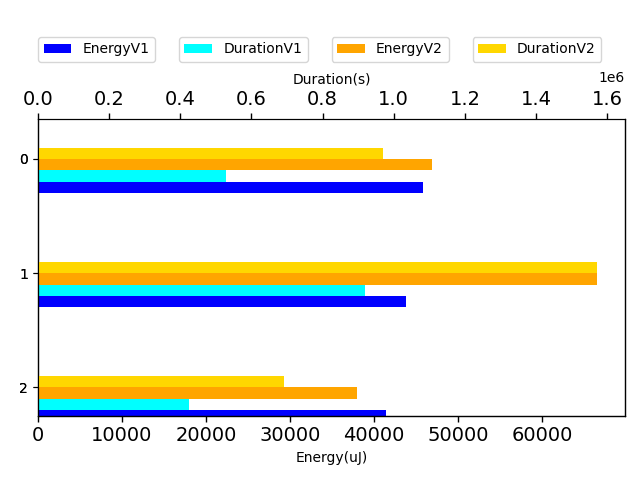 EnergyV1 DurationV1 EnergyV2 DurationV2
Duration(s)
1e6
0.0 0.2 0.4 0.6 0.8 1.0 1.2 1.4 1.6
0
1
2
0 10000 20000 30000 40000 50000 60000
Energy(uJ)